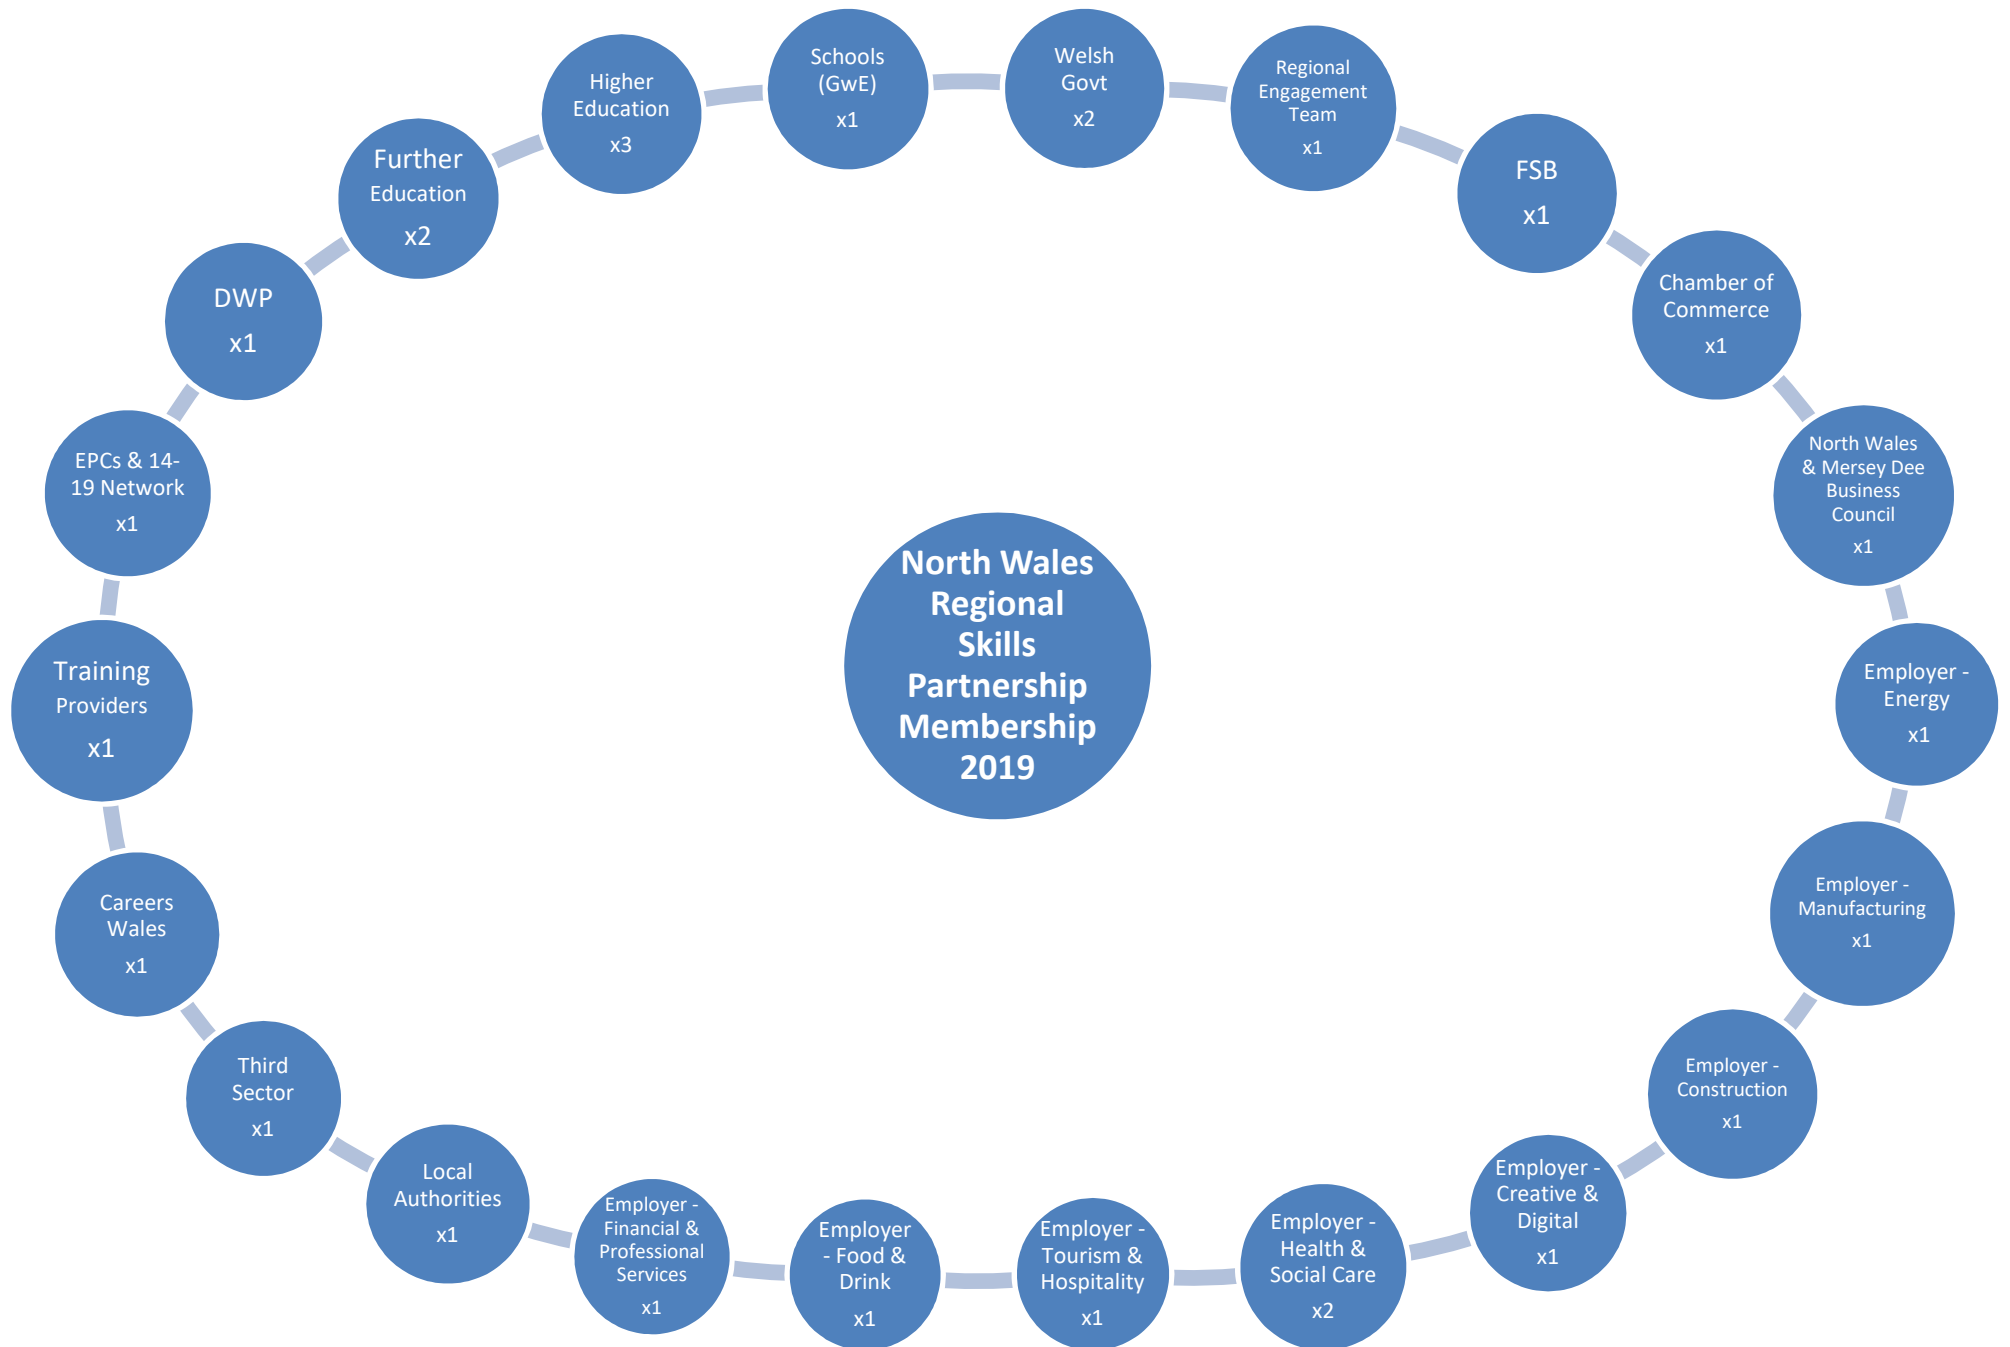 Schools
(GwE)
x1
Welsh
Govt
x2
Regional
Engagement
Team
x1
FSB
x1
Chamber of
Commerce
x1
North Wales
& Mersey Dee
Business
Council
x1
Employer -
Energy
x1
Employer -
Manufacturing
x1
Employer -
Construction
x1
Employer -
Creative &
Digital
x1
Employer -
Health &
Social Care
x2
Employer -
Tourism &
Hospitality
x1
Employer
- Food &
Drink
x1
Employer -
Financial &
Professional
Services
x1
Local
Authorities
x1
Third
Sector
x1
Careers
Wales
x1
Training
Providers
x1
EPCs & 14-
19 Network
x1
DWP
x1
Further
Education
x2
Higher
Education
x3
North Wales
Regional
Skills
Partnership
Membership
2019